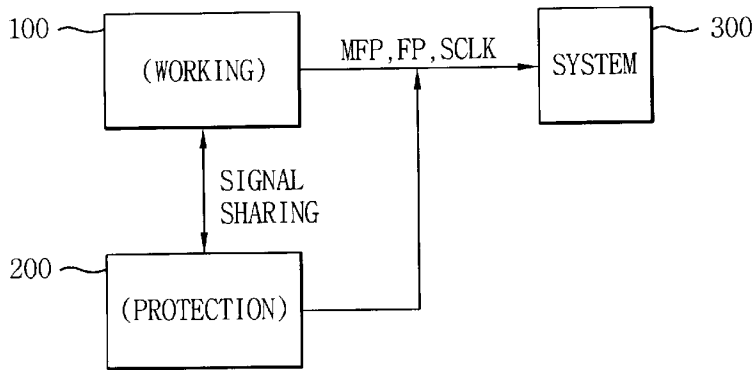 100
(WORKING)
MFP,FP,SCLK
SYSTEM
300
SIGNAL
SHARING
200
(PROTECTION)